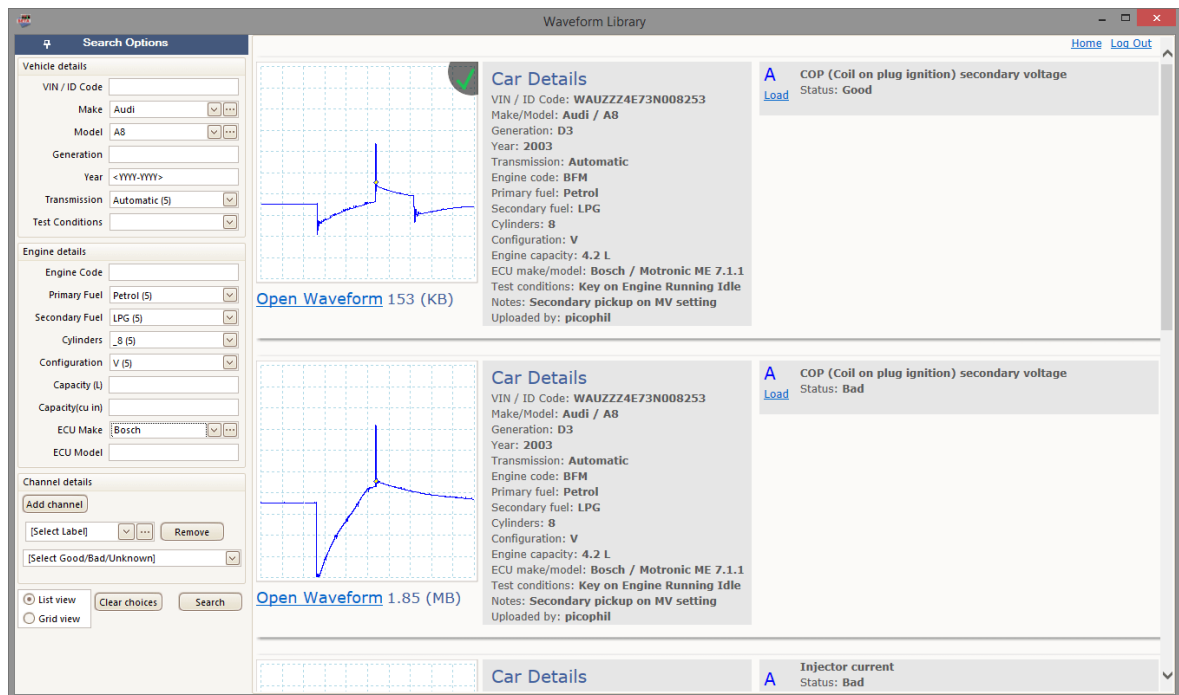 Waveform Library
Search Options
Home Log Out
Vehicle details
VIN / ID Code
Make Audi
Model A8
Generation
Year <YYYY-YYYY>
Transmission Automatic (5)
Test Conditions
Engine details
Engine Code
Primary Fuel Petrol (5)
Secondary Fuel LPG (5)
Cylinders _8 (5)
Configuration V (5)
Capacity (L)
Capacity(cu in)
ECU Make Bosch
ECU Model
Channel details
Add channel
[Select Label] Remove
[Select Good/Bad/Unknown]
List view
Grid view
Clear choices
Search
Open Waveform 153 (KB)
Car Details
VIN / ID Code: WAUZZZ4E73N008253
Make/Model: Audi / A8
Generation: D3
Year: 2003
Transmission: Automatic
Engine code: BFM
Primary fuel: Petrol
Secondary fuel: LPG
Cylinders: 8
Configuration: V
Engine capacity: 4.2 L
ECU make/model: Bosch / Motronic ME 7.1.1
Test conditions: Key on Engine Running Idle
Notes: Secondary pickup on MV setting
Uploaded by: picophil
A COP (Coil on plug ignition) secondary voltage
Load Status: Good
Open Waveform 1.85 (MB)
Car Details
VIN / ID Code: WAUZZZ4E73N008253
Make/Model: Audi / A8
Generation: D3
Year: 2003
Transmission: Automatic
Engine code: BFM
Primary fuel: Petrol
Secondary fuel: LPG
Cylinders: 8
Configuration: V
Engine capacity: 4.2 L
ECU make/model: Bosch / Motronic ME 7.1.1
Test conditions: Key on Engine Running Idle
Notes: Secondary pickup on MV setting
Uploaded by: picophil
A COP (Coil on plug ignition) secondary voltage
Load Status: Bad
Car Details
Injector current
A Status: Bad